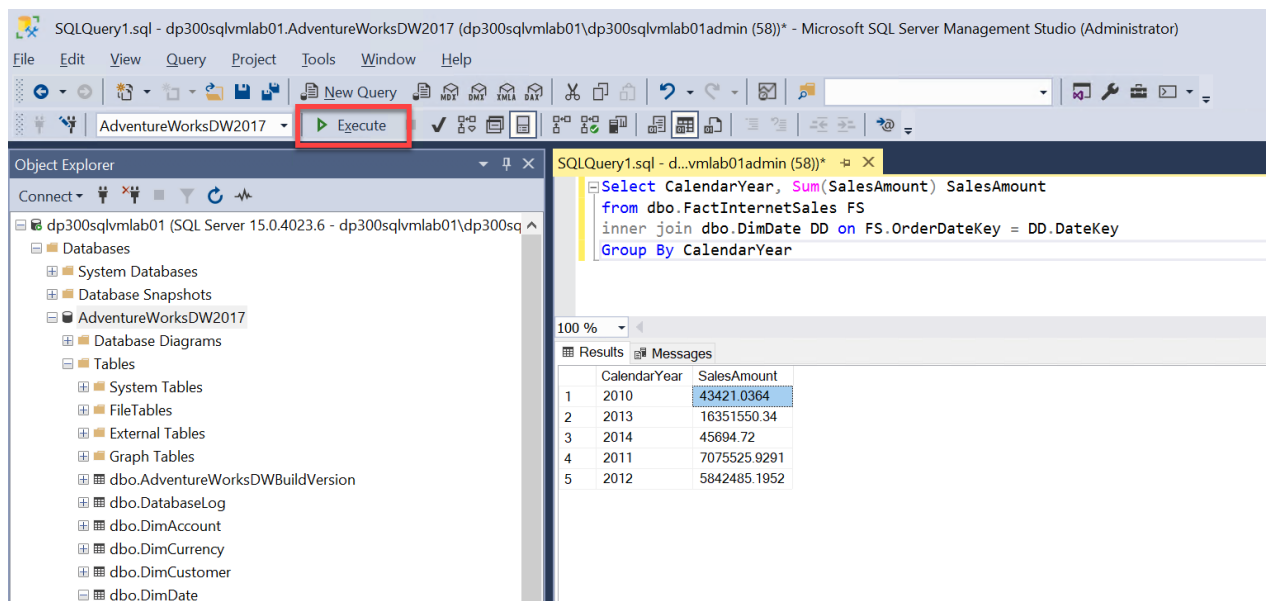 SQLQuery1.sql - dp300sqlvmlab01.AdventureWorksDW2017 (dp300sqlvmlab01\dp300sqlvmlab01admin (58))* - Microsoft SQL Server Management Studio (Administrator)
File Edit View Query Project Tools Window Help
New Query MDX DMX XMLA DAX
AdventureWorksDW2017 Execute
Object Explorer
Connect
dp300sqlvmlab01 (SQL Server 15.0.4023.6 - dp300sqlvmlab01\dp300sq
Databases
System Databases
Database Snapshots
AdventureWorksDW2017
Database Diagrams
Tables
System Tables
FileTables
External Tables
Graph Tables
dbo.AdventureWorksDWBuildVersion
dbo.DatabaseLog
dbo.DimAccount
dbo.DimCurrency
dbo.DimCustomer
dbo.DimDate
SQLQuery1.sql - d...vmlab01admin (58))*
Select CalendarYear, Sum(SalesAmount) SalesAmount
from dbo.FactInternetSales FS
inner join dbo.DimDate DD on FS.OrderDateKey = DD.DateKey
Group By CalendarYear
100 %
Results Messages
CalendarYear SalesAmount
1 2010 43421.0364
2 2013 16351550.34
3 2014 45694.72
4 2011 7075525.9291
5 2012 5842485.1952